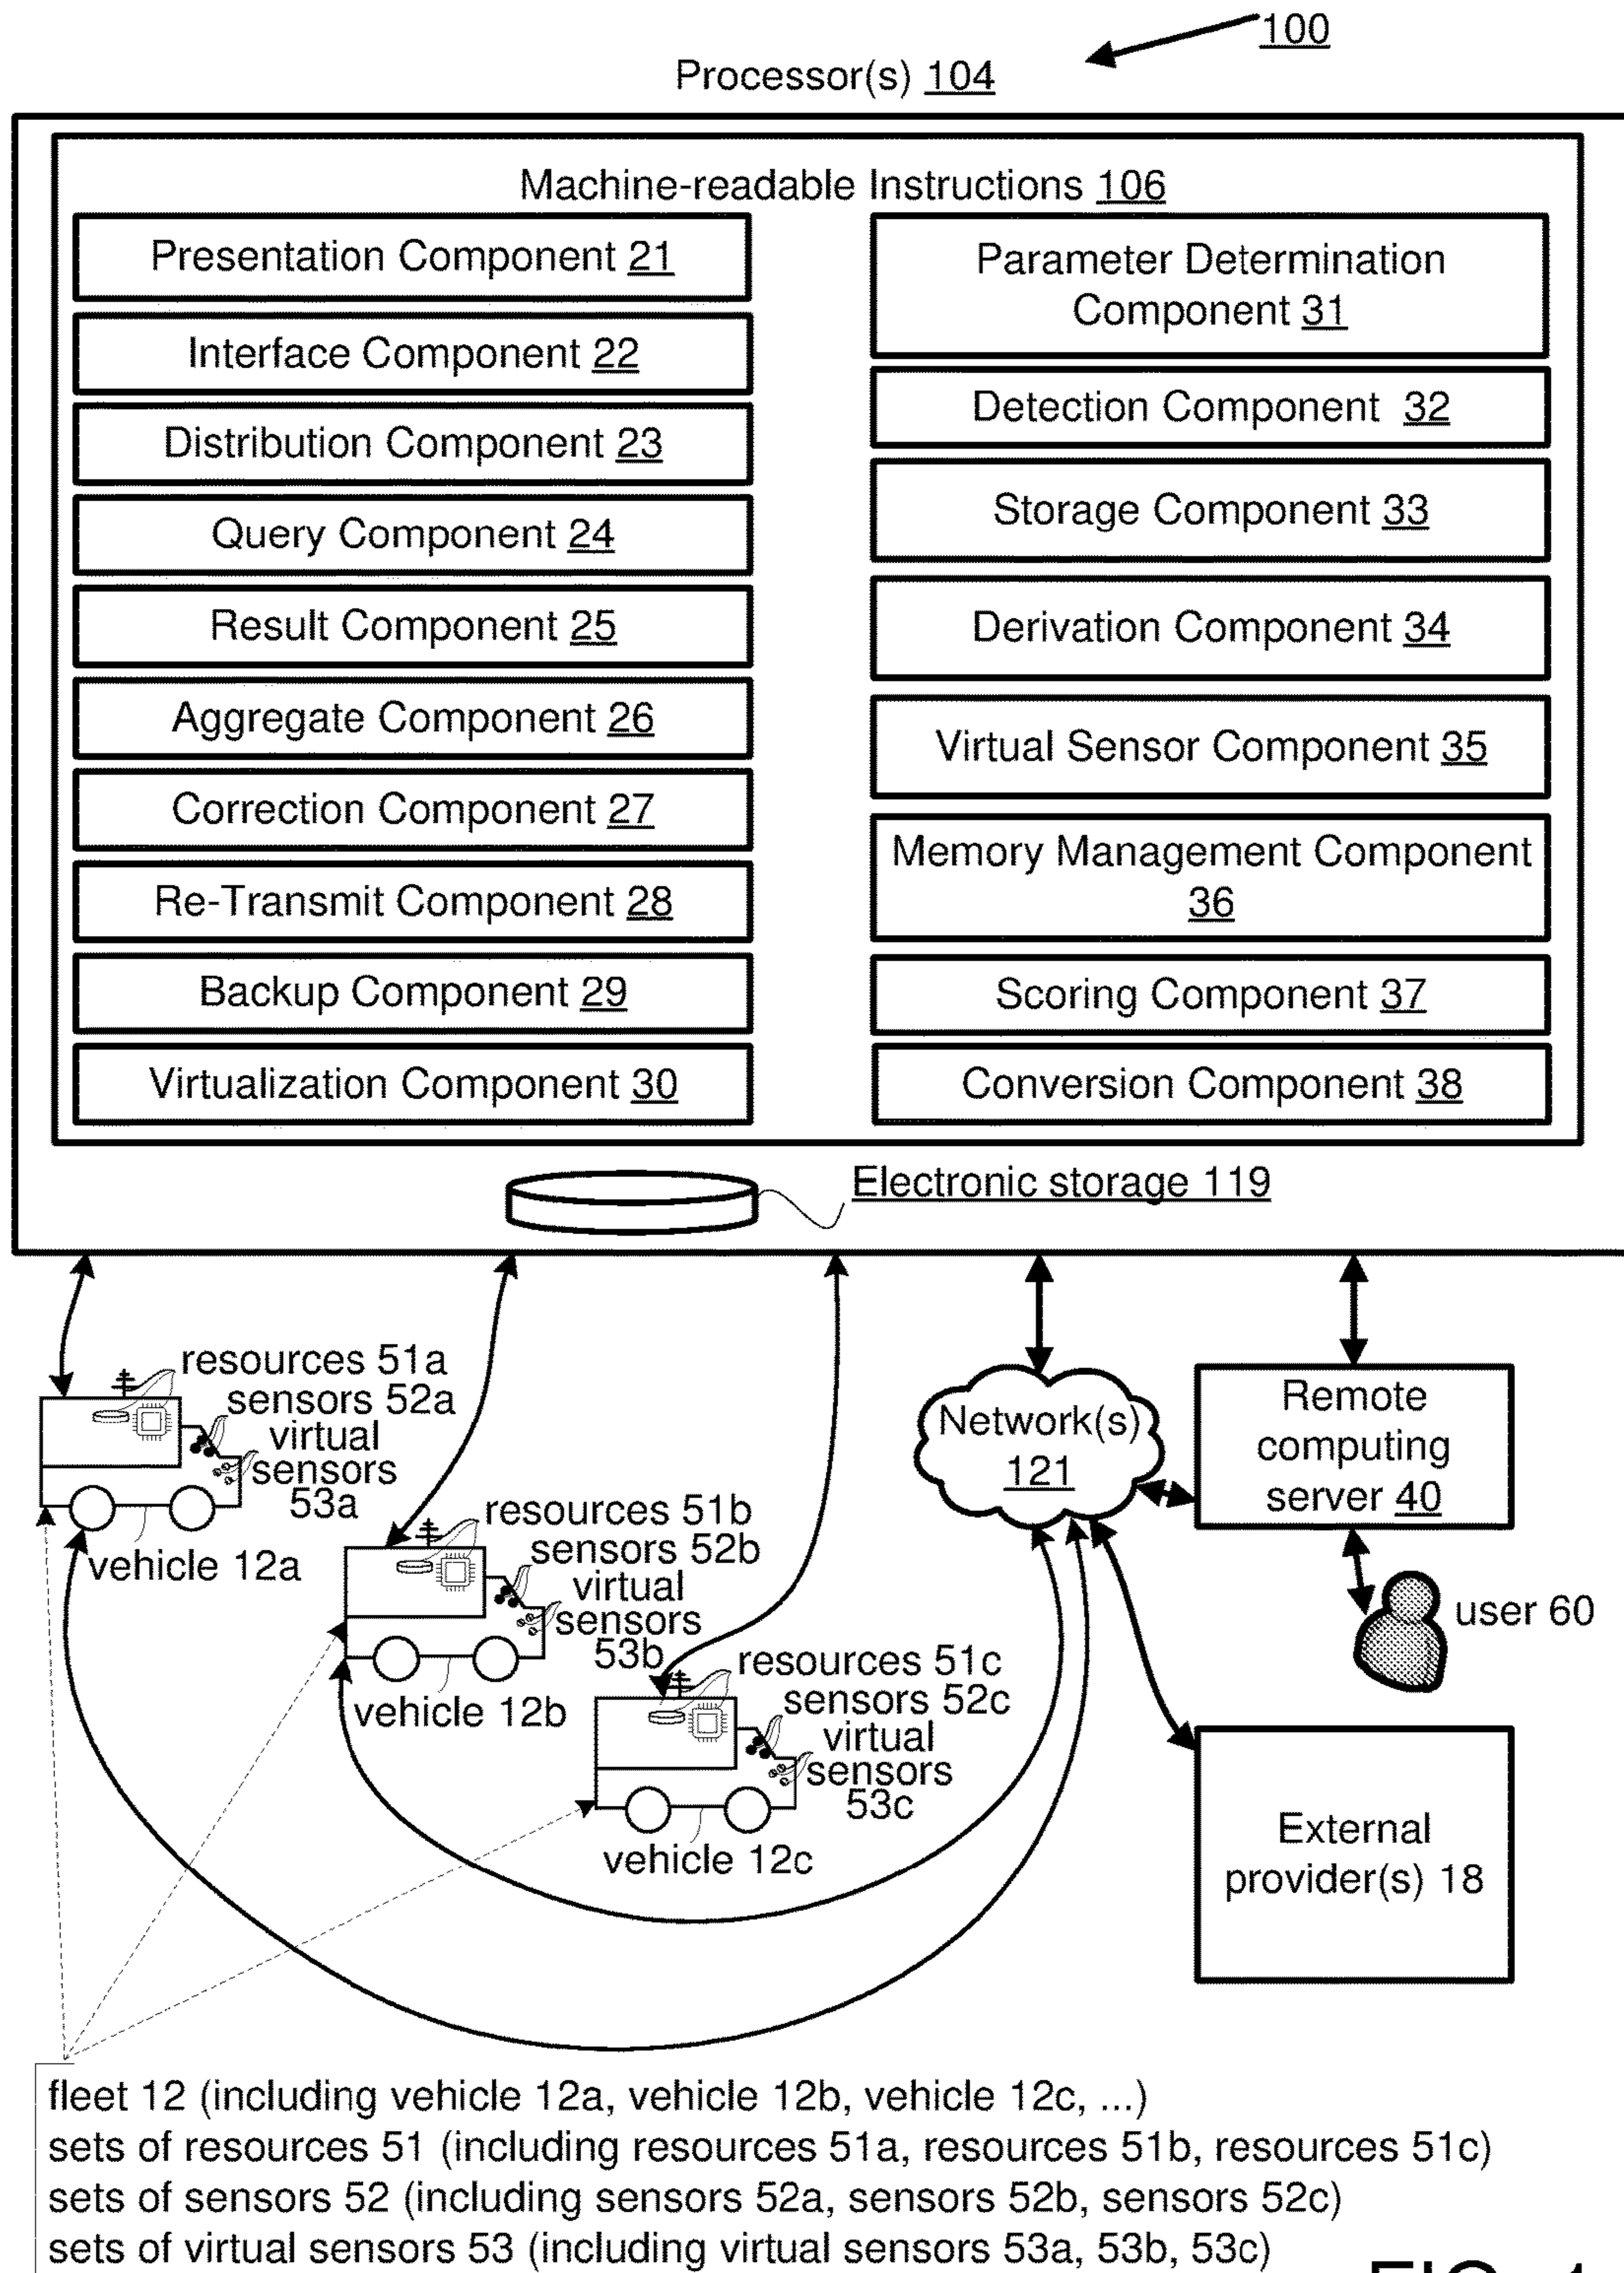 100
Processor(s) 104
Machine-readable Instructions 106
Presentation Component 21
Interface Component 22
Distribution Component 23
Query Component 24
Result Component 25
Aggregate Component 26
Correction Component 27
Re-Transmit Component 28
Backup Component 29
Virtualization Component 30
Parameter Determination
Component 31
Detection Component 32
Storage Component 33
Derivation Component 34
Virtual Sensor Component 35
Memory Management Component
36
Scoring Component 37
Conversion Component 38
Electronic storage 119
resources 51a
sensors 52a
virtual
sensors
53a
vehicle 12a
resources 51b
sensors 52b
virtual
sensors
53b
vehicle 12b
resources 51c
sensors 52c
virtual
sensors
53c
vehicle 12c
Network(s)
121
Remote
computing
server 40
user 60
External
provider(s) 18
fleet 12 (including vehicle 12a, vehicle 12b, vehicle 12c, ...)
sets of resources 51 (including resources 51a, resources 51b, resources 51c)
sets of sensors 52 (including sensors 52a, sensors 52b, sensors 52c)
sets of virtual sensors 53 (including virtual sensors 53a, 53b, 53c)
FIG. 1